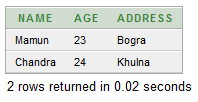 NAME AGE ADDRESS
Mamun 23 Bogra
Chandra 24 Khulna
2 rows returned in 0.02 seconds